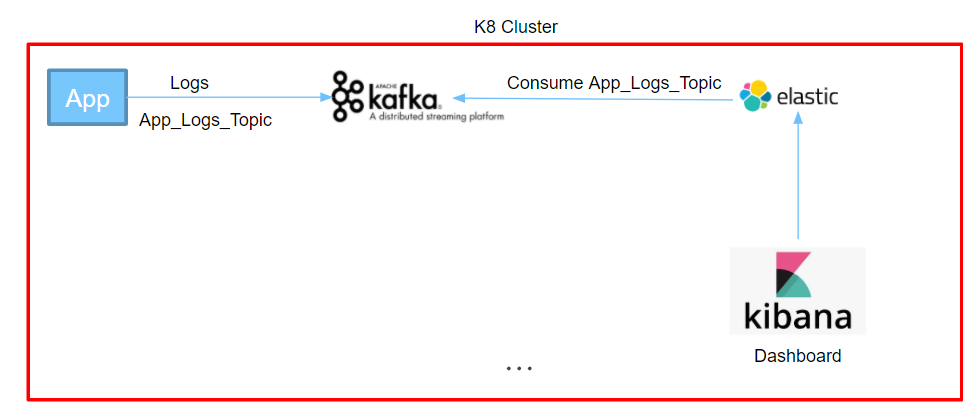 K8 Cluster
App
Logs
App_Logs_Topic
APACHE
kafka®
A distributed streaming platform
Consume App_Logs_Topic
elastic
kibana
Dashboard
...